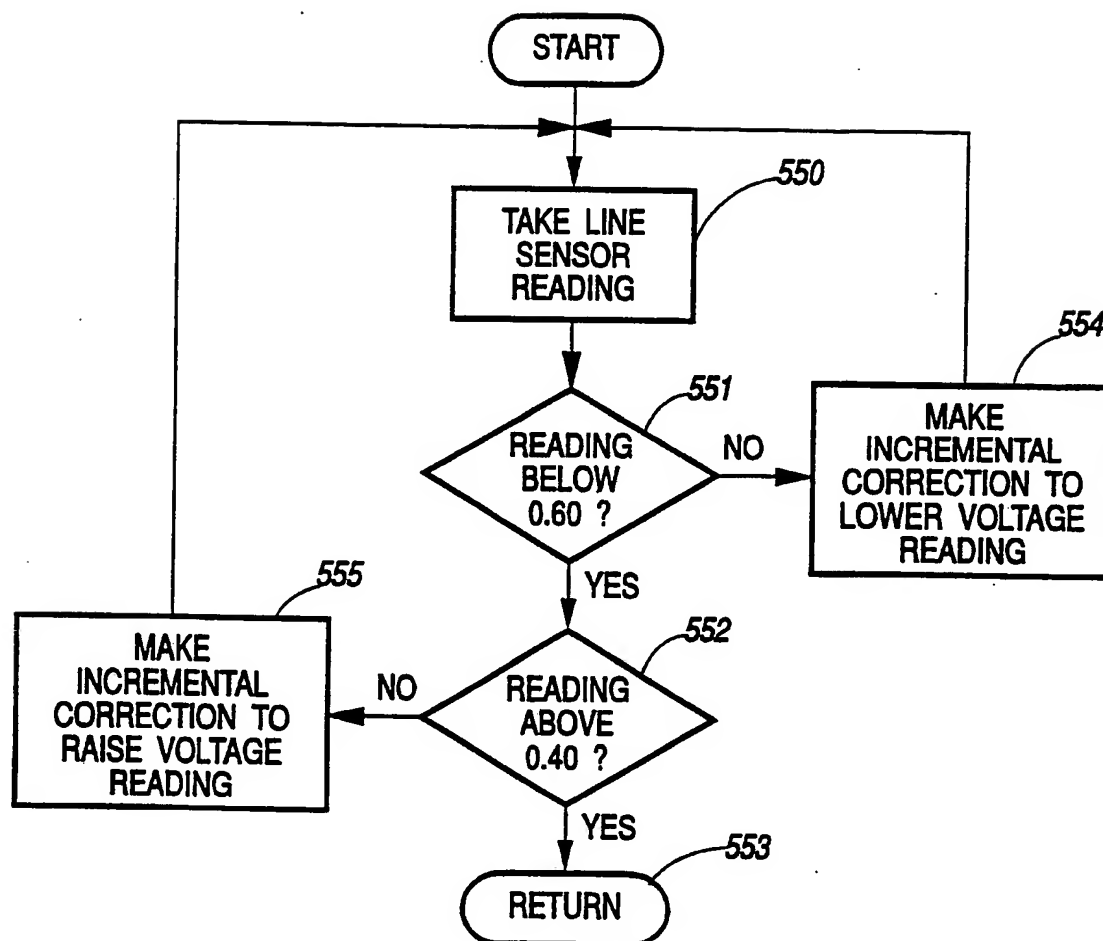 START
550
TAKE LINE
SENSOR
READING
554
MAKE
INCREMENTAL
CORRECTION TO
LOWER VOLTAGE
READING
551
READING
BELOW
0.60 ?
NO
YES
555
MAKE
INCREMENTAL
CORRECTION TO
RAISE VOLTAGE
READING
552
READING
ABOVE
0.40 ?
NO
YES
553
RETURN